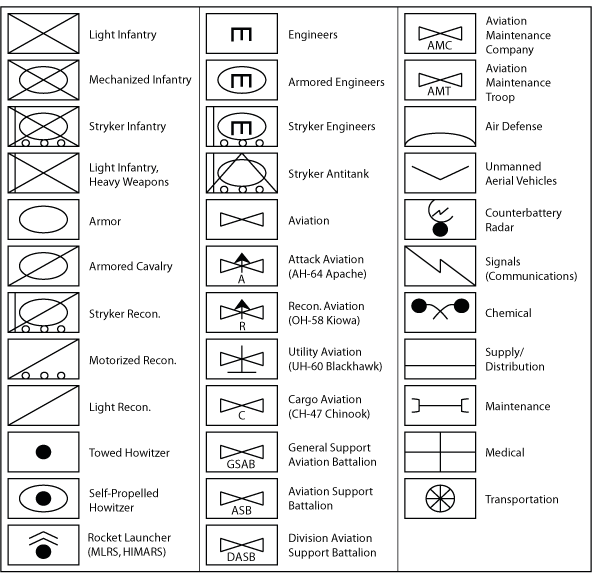 Light Infantry
Mechanized Infantry
Stryker Infantry
Light Infantry,
Heavy Weapons
Armor
Armored Cavalry
Stryker Recon.
Motorized Recon.
Light Recon.
Towed Howitzer
Self-Propelled
Howitzer
Rocket Launcher
(MLRS, HIMARS)
Engineers
Armored Engineers
Stryker Engineers
Stryker Antitank
Aviation
A
Attack Aviation
(AH-64 Apache)
R
Recon. Aviation
(OH-58 Kiowa)
Utility Aviation
(UH-60 Blackhawk)
C
Cargo Aviation
(CH-47 Chinook)
GSAB
General Support
Aviation Battalion
ASB
Aviation Support
Battalion
DASB
Division Aviation
Support Battalion
AMC
Aviation
Maintenance
Company
AMT
Aviation
Maintenance
Troop
Air Defense
Unmanned
Aerial Vehicles
Counterbattery
Radar
Signals
(Communications)
Chemical
Supply/
Distribution
Maintenance
Medical
Transportation